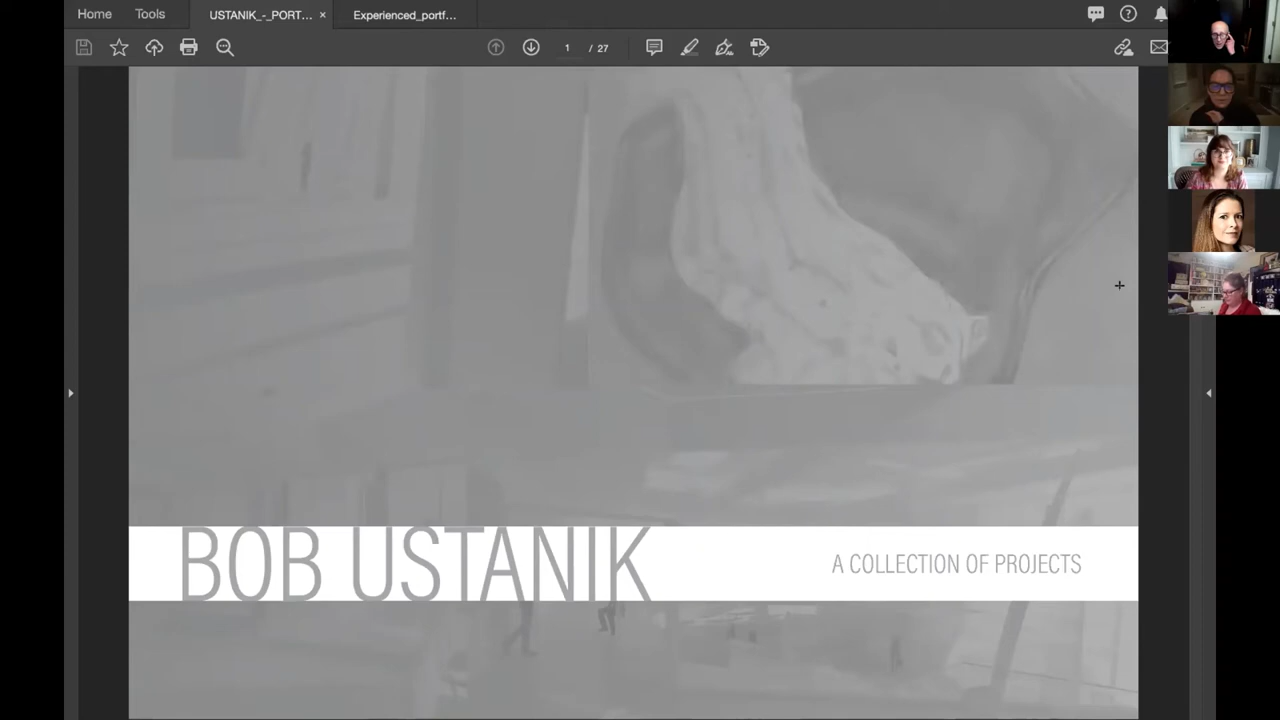 Home
Tools
USTANIK_-_PORT... ×
Experienced_portf...
1 / 27
BOB USTANIK
A COLLECTION OF PROJECTS